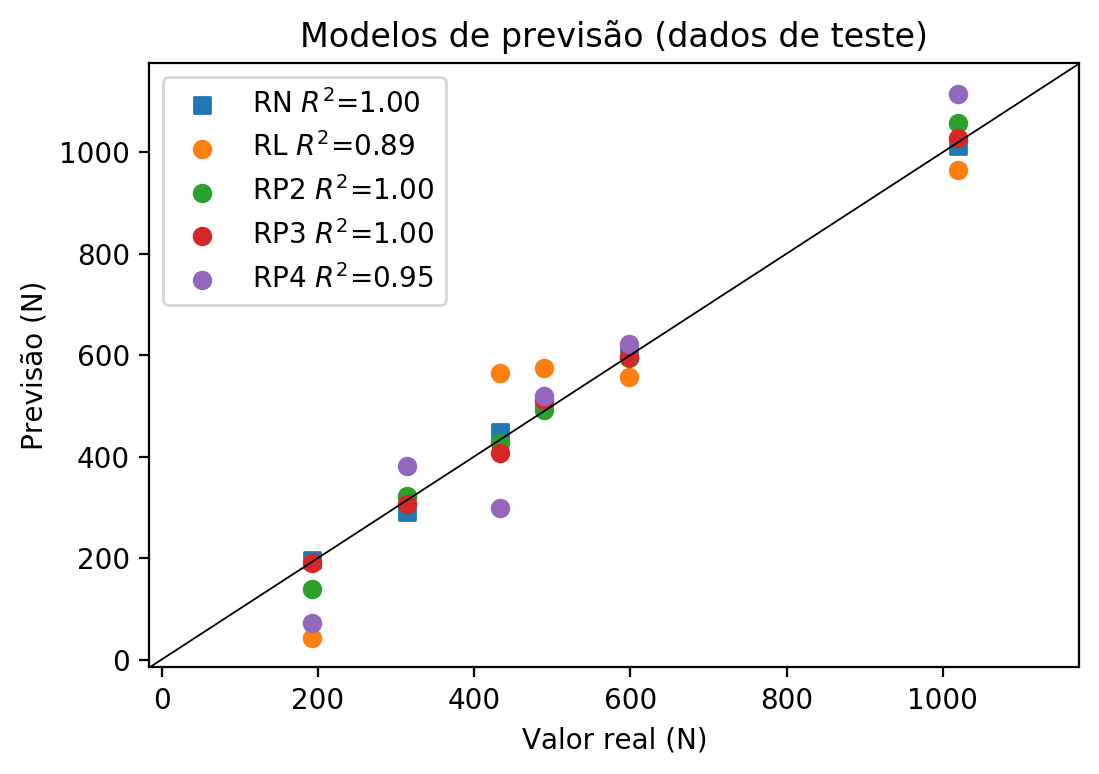 Modelos de previsão (dados de teste)
RN R²=1.00
RL R²=0.89
RP2 R²=1.00
RP3 R²=1.00
RP4 R²=0.95
1000
800
600
400
200
0
Previsão (N)
0 200 400 600 800 1000
Valor real (N)